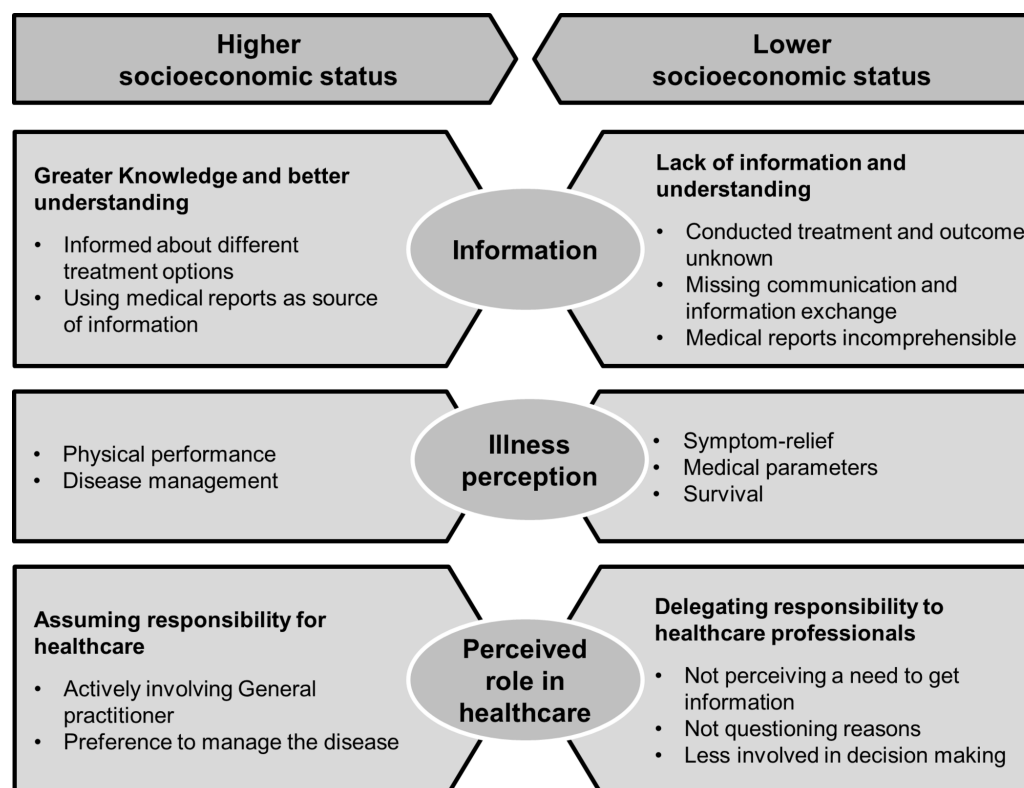 Higher
socioeconomic status
Lower
socioeconomic status
Greater Knowledge and better
understanding
• Informed about different
treatment options
• Using medical reports as source
of information
Information
Lack of information and
understanding
• Conducted treatment and outcome
unknown
• Missing communication and
information exchange
• Medical reports incomprehensible
• Physical performance
• Disease management
Illness
perception
• Symptom-relief
• Medical parameters
• Survival
Assuming responsibility for
healthcare
• Actively involving General
practitioner
• Preference to manage the disease
Perceived
role in
healthcare
Delegating responsibility to
healthcare professionals
• Not perceiving a need to get
information
• Not questioning reasons
• Less involved in decision making